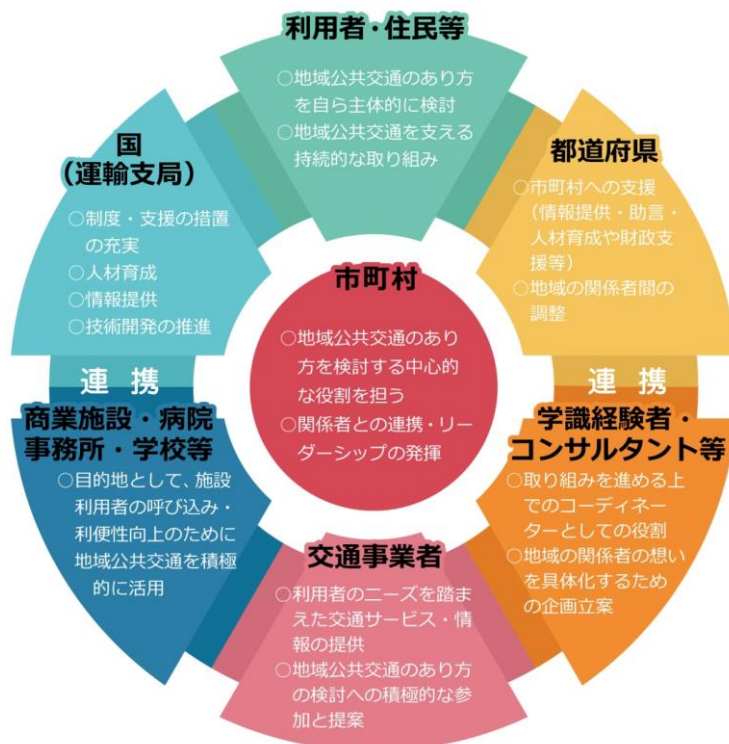 利用者・住民等
○地域公共交通のあり方
を自ら主体的に検討
○地域公共交通を支える
持続的な取り組み
国
（運輸支局）
○制度・支援の措置
の充実
○人材育成
○情報提供
○技術開発の推進
都道府県
○市町村への支援
（情報提供・助言・
人材育成や財政支
援等）
○地域の関係者間の
調整
市町村
○地域公共交通のあり
方を検討する中心的
な役割を担う
○関係者との連携・リー
ダーシップの発揮
連 携
連 携
商業施設・病院
事務所・学校等
○目的地として、施設
利用者の呼び込み・
利便性向上のために
地域公共交通を積極
的に活用
学識経験者・
コンサルタント等
○取り組みを進める上
でのコーディネー
ターとしての役割
○地域の関係者の想い
を具体化するため
の企画立案
交通事業者
○利用者のニーズを踏
まえた交通サービス・情
報の提供
○地域公共交通のあり方
の検討への積極的な参
加と提案